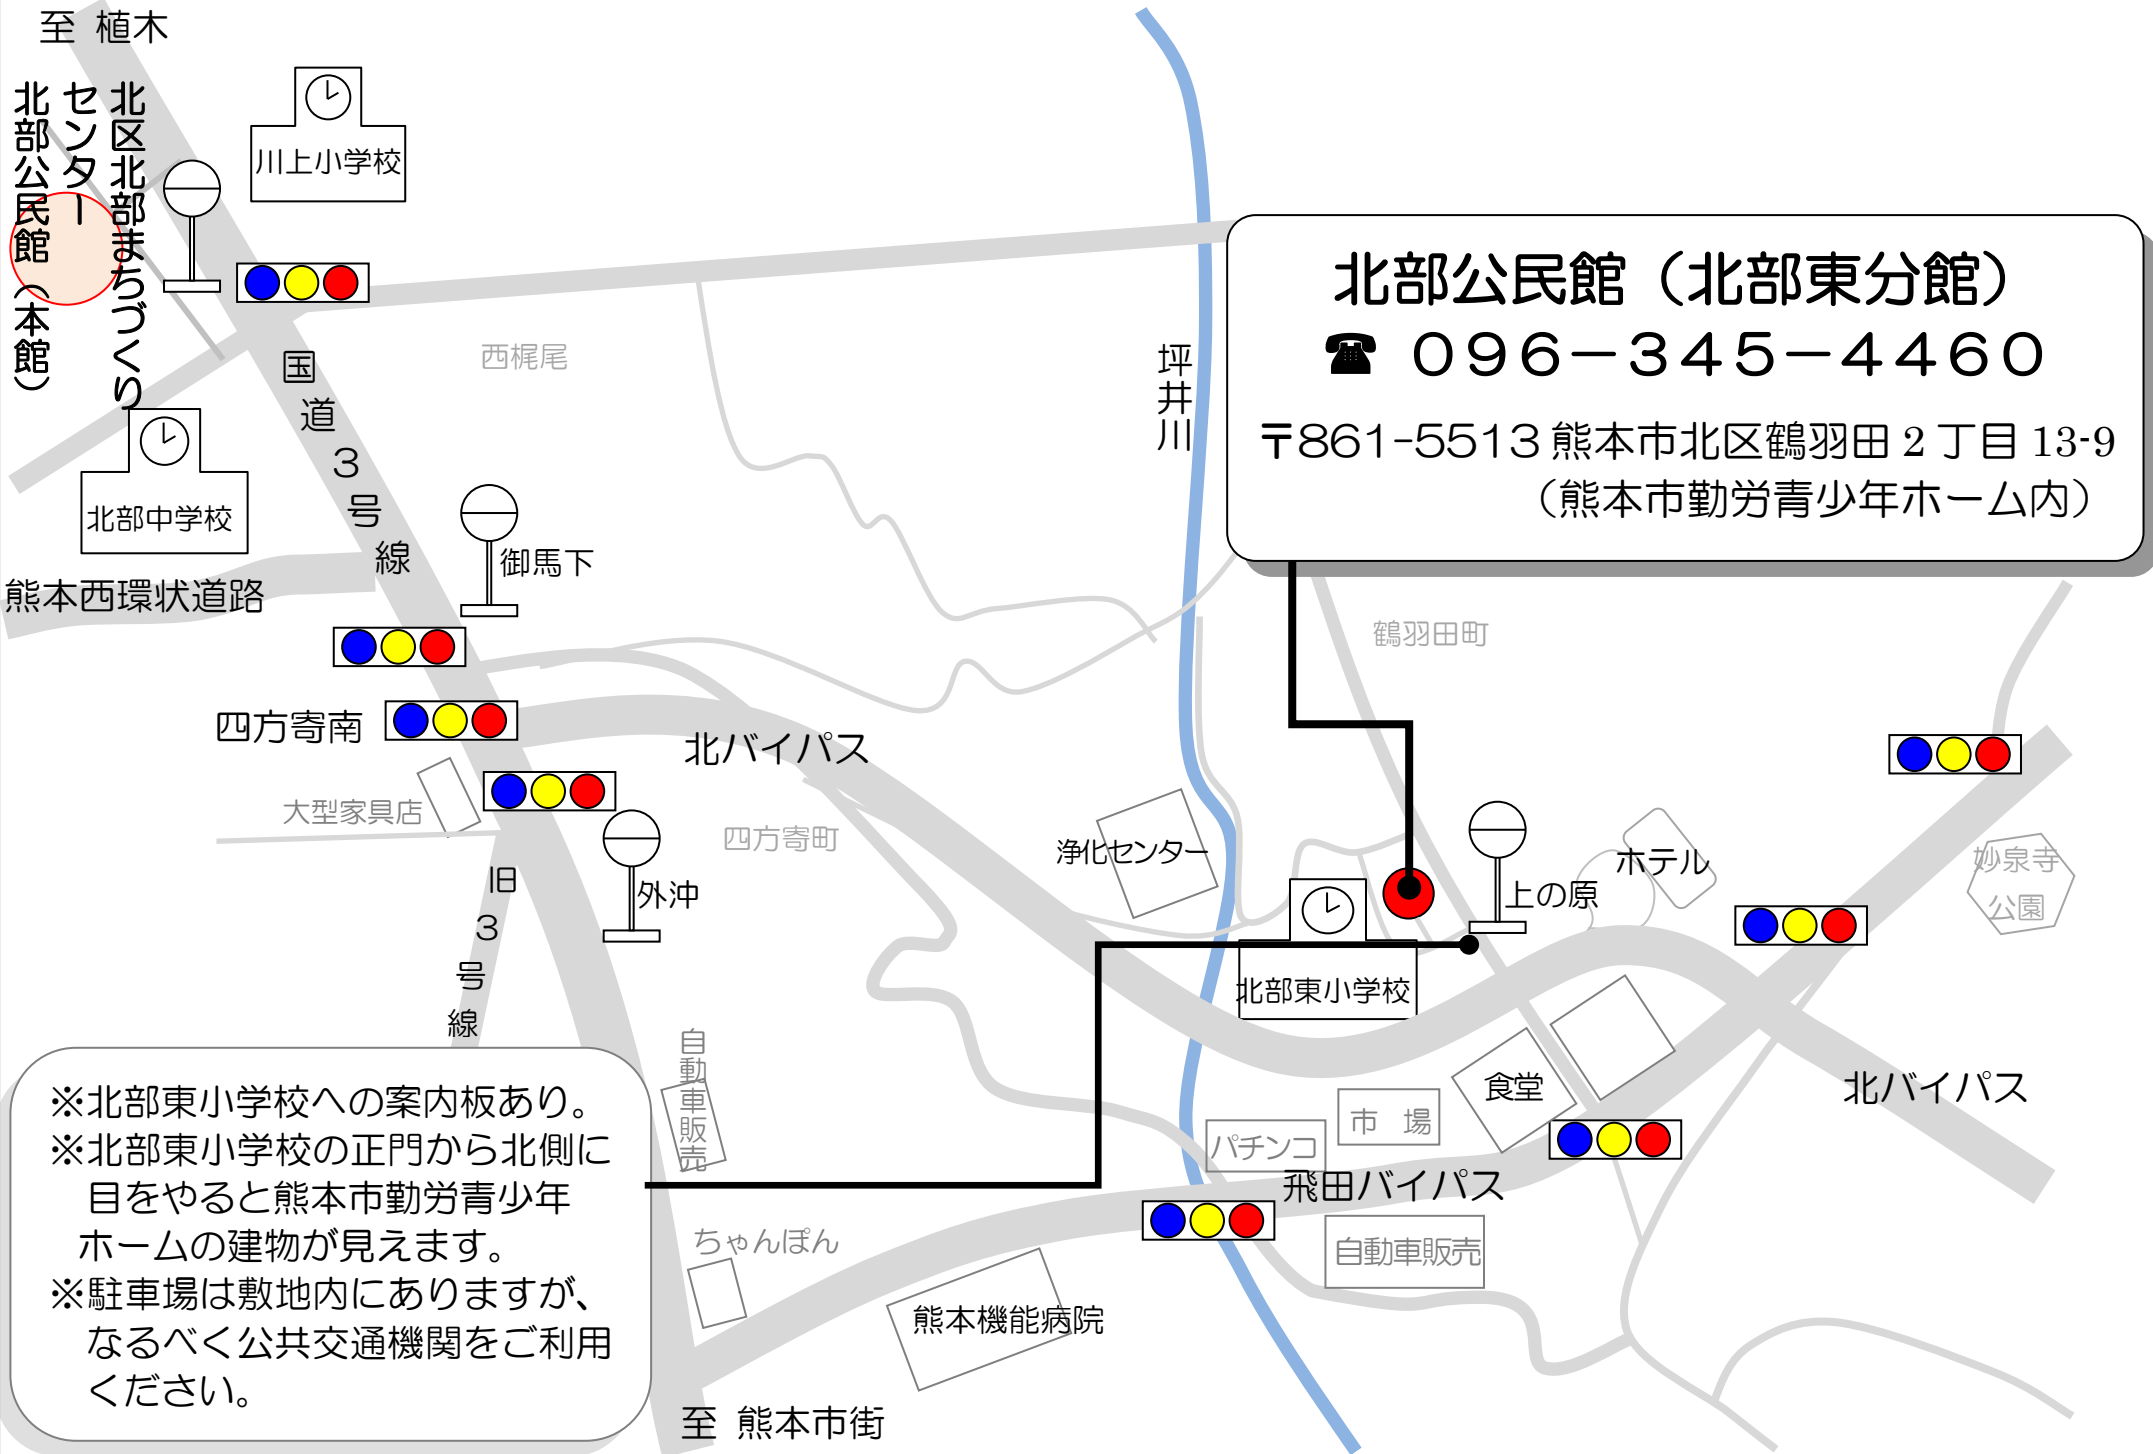 至 植木
北区北部まちづくり
センター
北部公民館（本館）
川上小学校
国道３号線
西梶尾
坪井川
北部公民館（北部東分館）
☎ ０９６－３４５－４４６０
〒861-5513 熊本市北区鶴羽田 2 丁目 13-9
（熊本市勤労青少年ホーム内）
北部中学校
御馬下
熊本西環状道路
鶴羽田町
四方寄南
北バイパス
大型家具店
四方寄町
浄化センター
旧３号線
外沖
上の原
ホテル
妙泉寺
公園
北部東小学校
自動車販売
食堂
市　場
パチンコ
北バイパス
飛田バイパス
自動車販売
ちゃんぽん
熊本機能病院
※北部東小学校への案内板あり。
※北部東小学校の正門から北側に
目をやると熊本市勤労青少年
ホームの建物が見えます。
※駐車場は敷地内にありますが、
なるべく公共交通機関をご利用
ください。
至 熊本市街